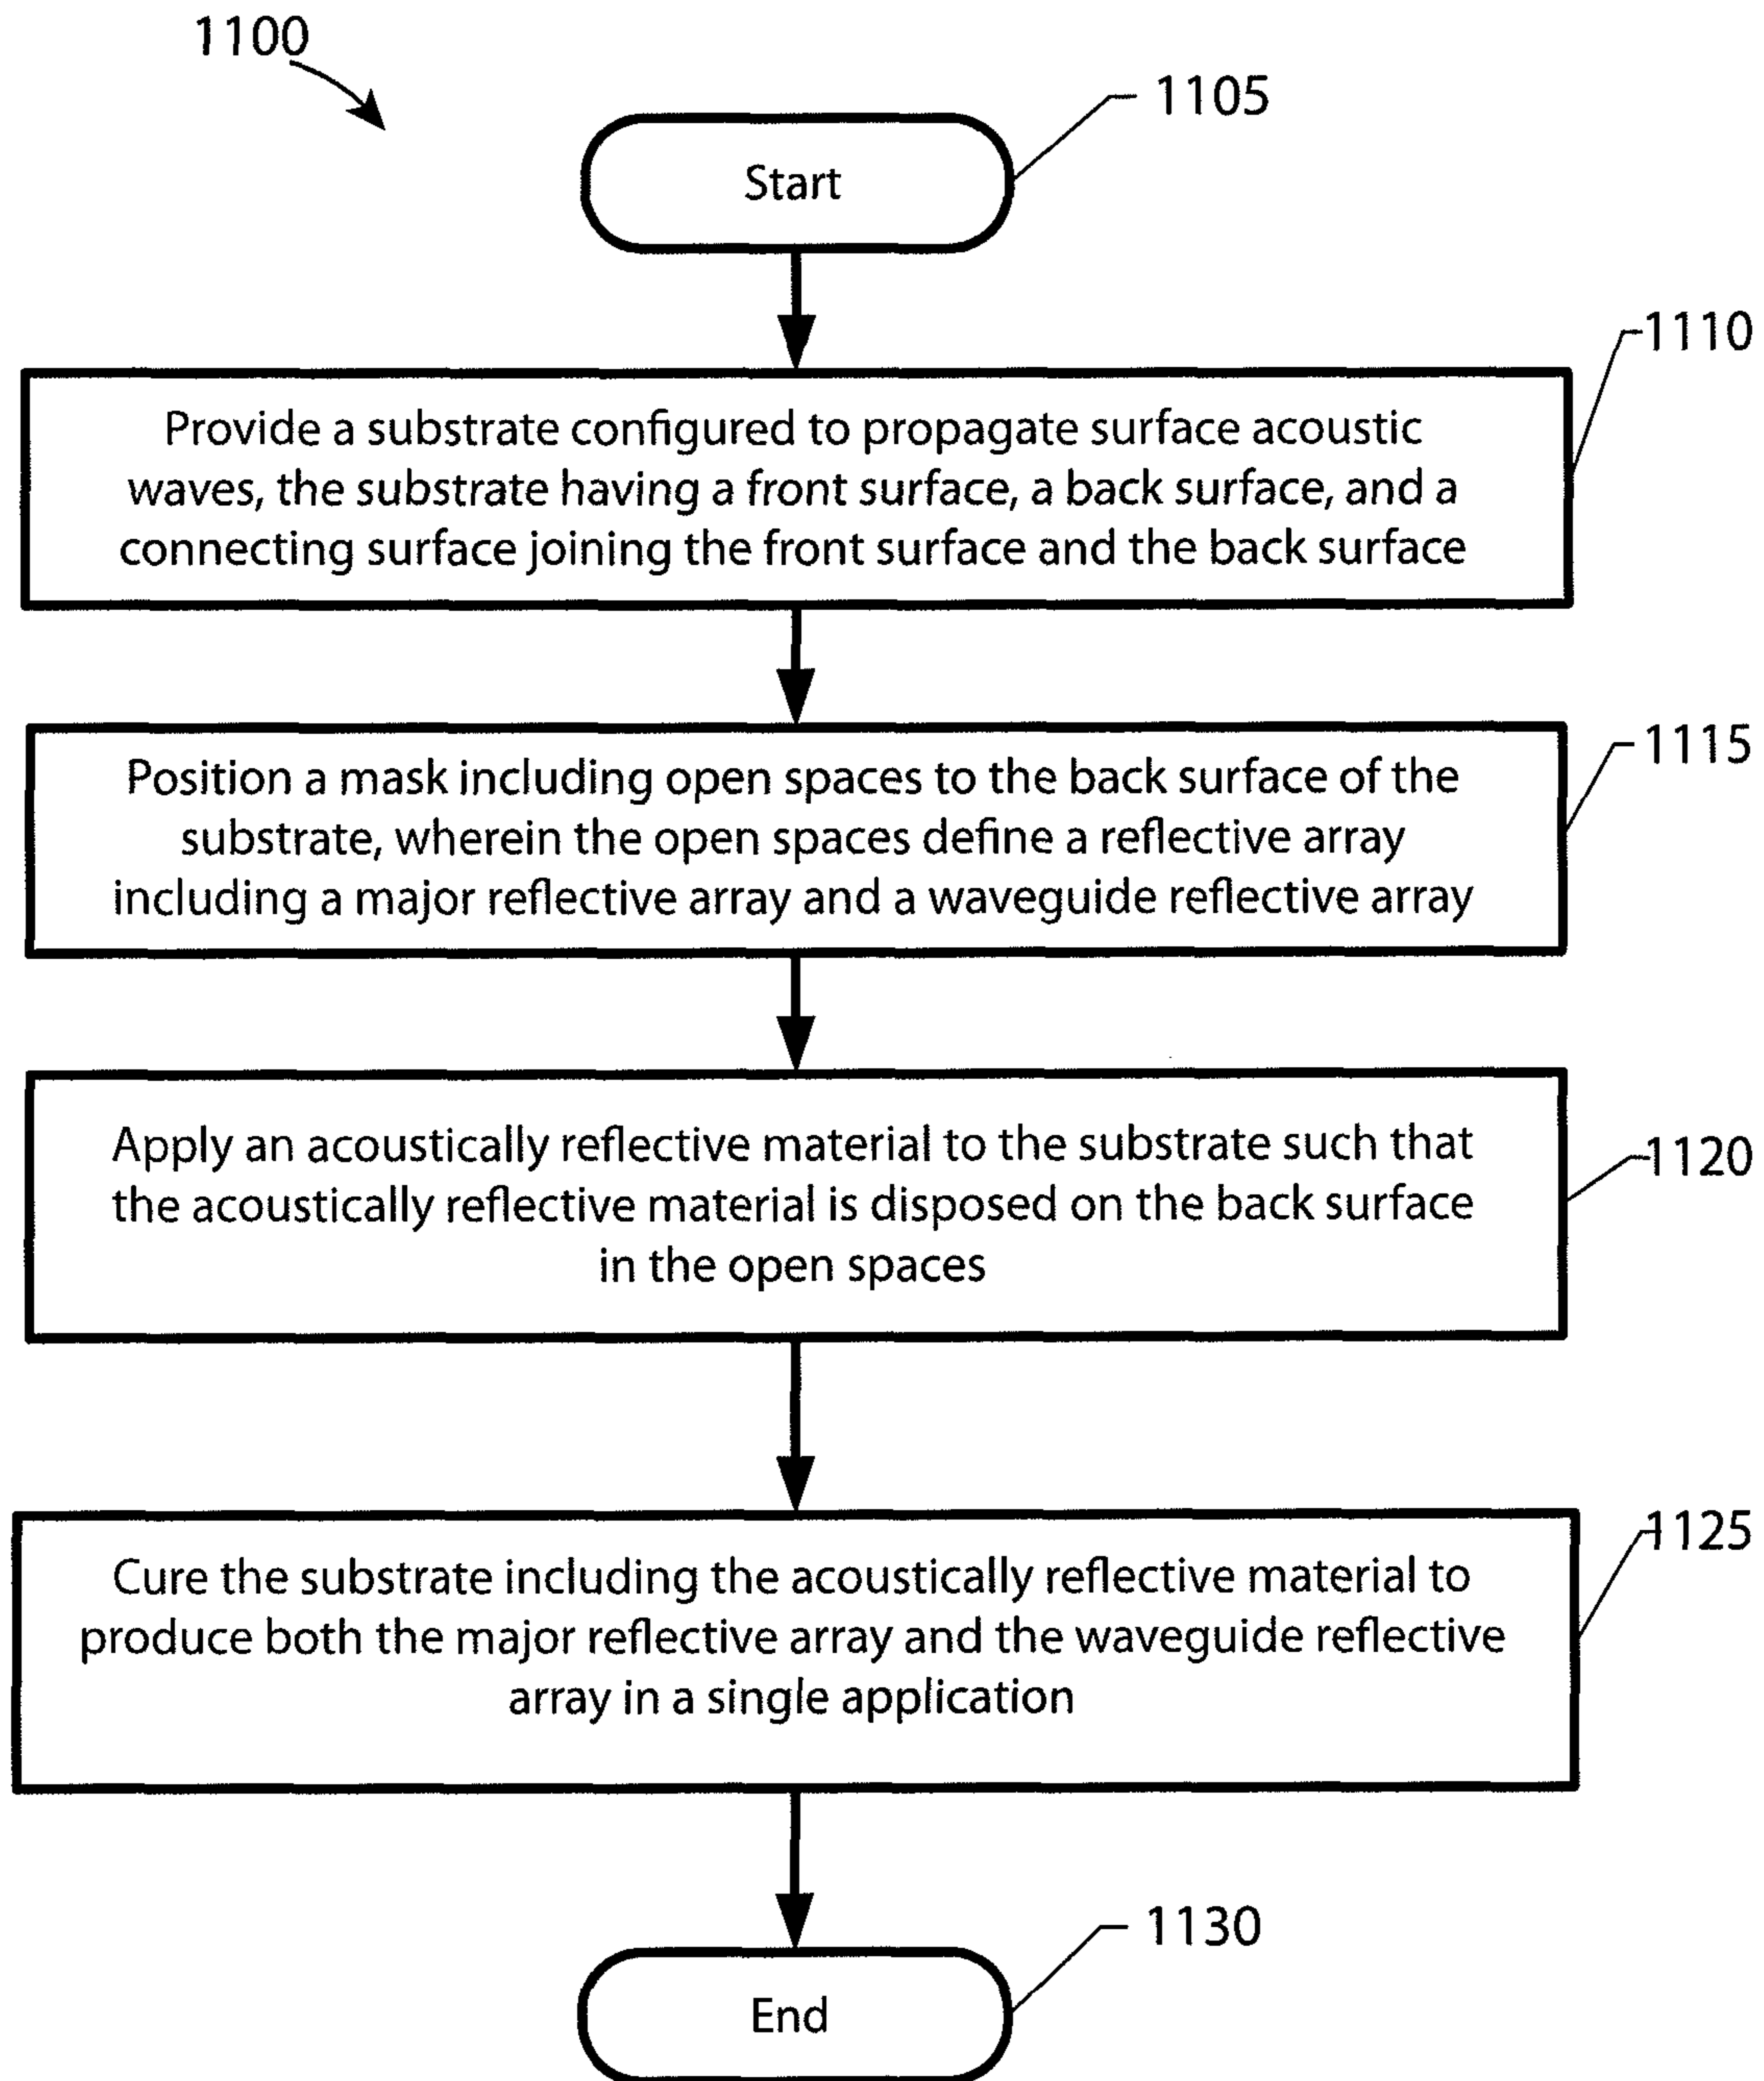 1100
1105
Start
1110
Provide a substrate configured to propagate surface acoustic
waves, the substrate having a front surface, a back surface, and a
connecting surface joining the front surface and the back surface
1115
Position a mask including open spaces to the back surface of the
substrate, wherein the open spaces define a reflective array
including a major reflective array and a waveguide reflective array
1120
Apply an acoustically reflective material to the substrate such that
the acoustically reflective material is disposed on the back surface
in the open spaces
1125
Cure the substrate including the acoustically reflective material to
produce both the major reflective array and the waveguide reflective
array in a single application
1130
End